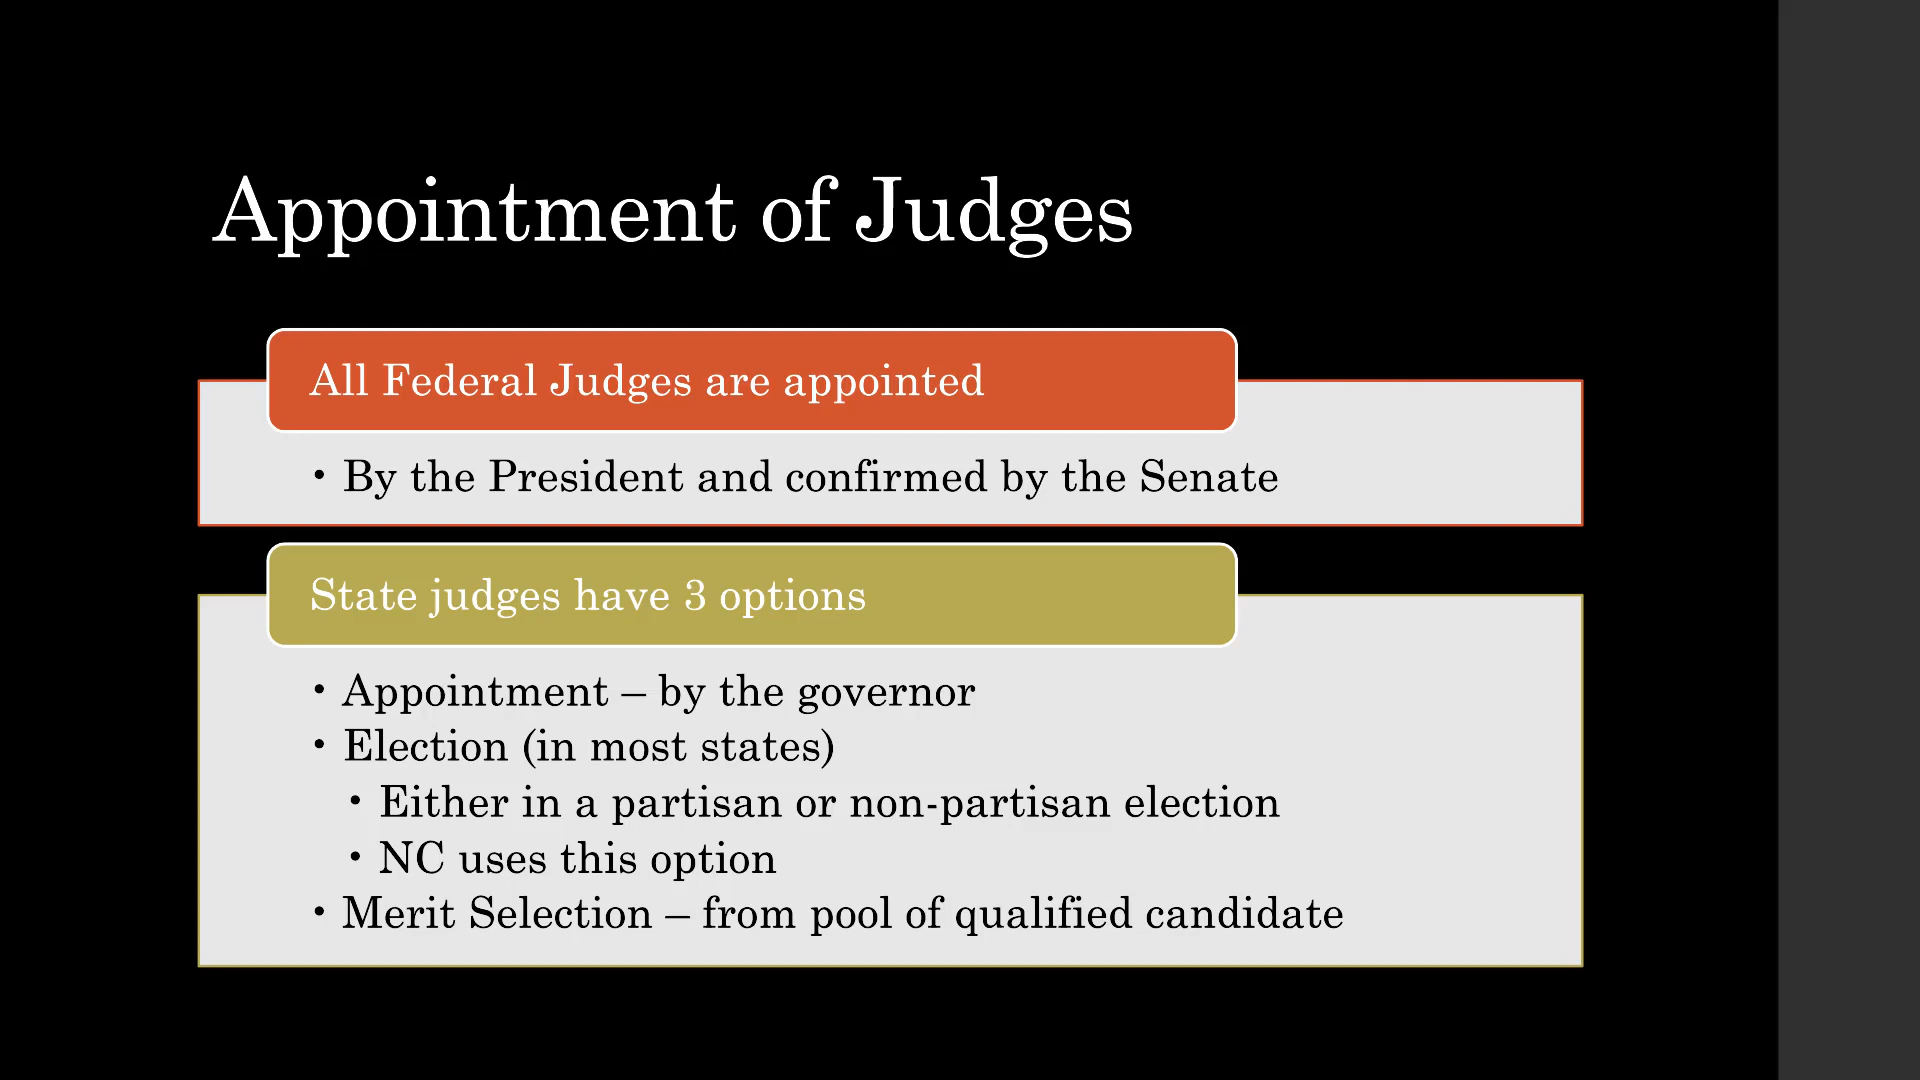 Appointment of Judges
All Federal Judges are appointed
• By the President and confirmed by the Senate
State judges have 3 options
• Appointment – by the governor
• Election (in most states)
• Either in a partisan or non-partisan election
• NC uses this option
• Merit Selection – from pool of qualified candidate